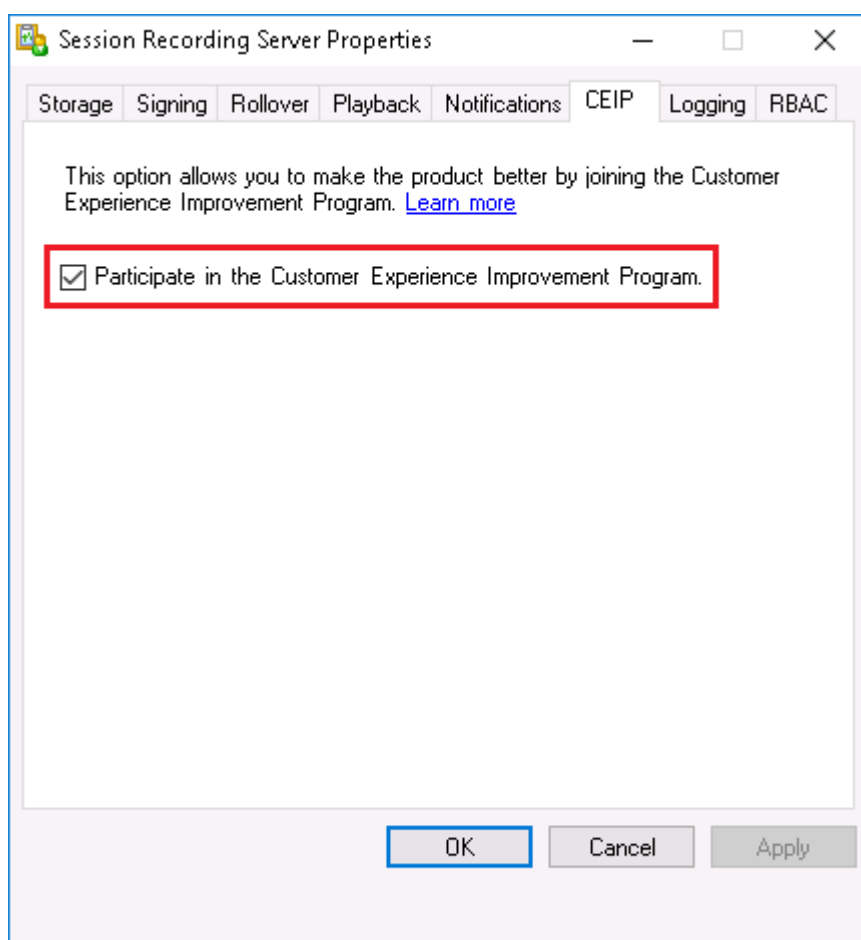 Session Recording Server Properties
Storage Signing Rollover Playback Notifications CEIP Logging RBAC
This option allows you to make the product better by joining the Customer
Experience Improvement Program. Learn more
Participate in the Customer Experience Improvement Program.
OK Cancel Apply